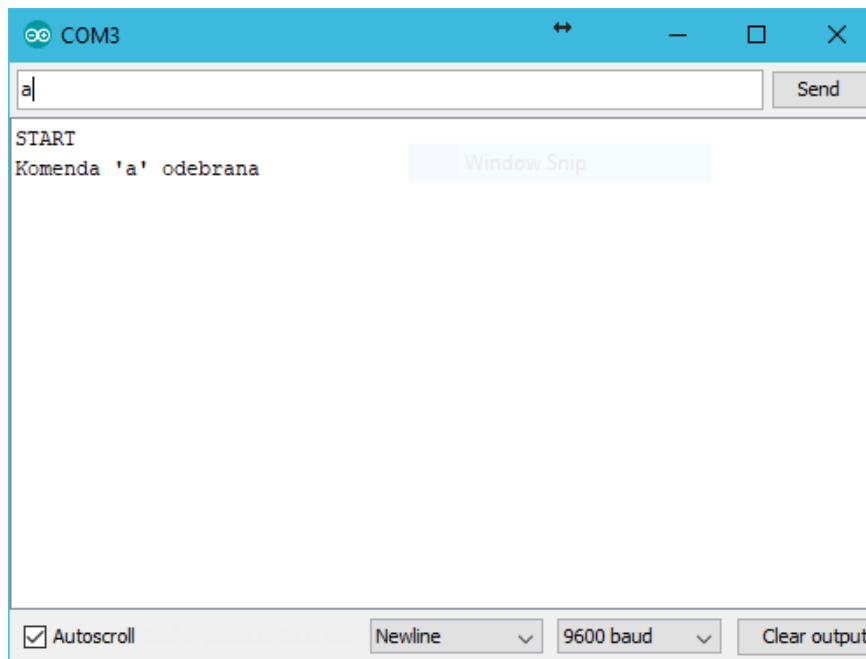 COM3
a
Send
START
Komenda 'a' odebrana
Window Snip
Autoscroll
Newline
9600 baud
Clear output